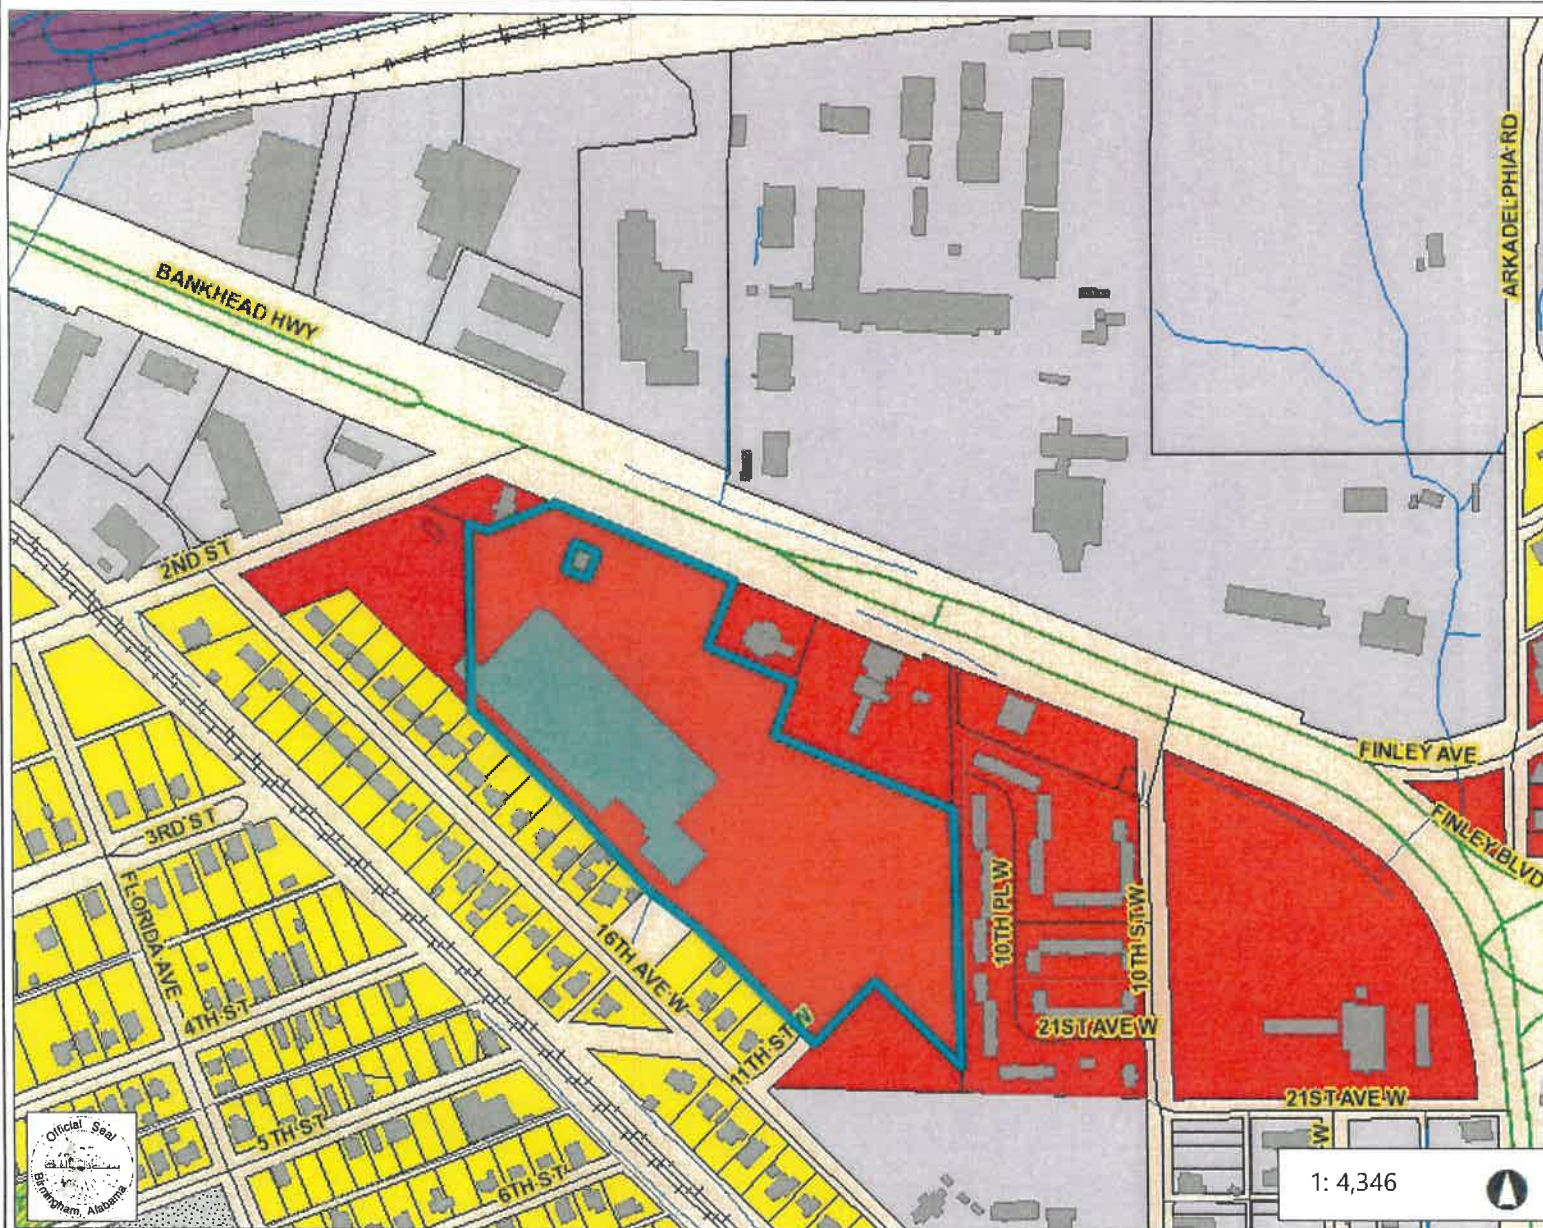 ARKADELPHIA RD
BANKHEAD HWY
2ND ST
FINLEY AVE
FINLEY BLVD
3RD ST
FLORIDA AVE
10TH PL W
10TH ST W
16TH AVE W
4TH ST
21ST AVE W
11TH ST W
21ST AVE W
5TH ST
6TH ST
W
Official Seal
Birmingham, Alabama
1: 4,346